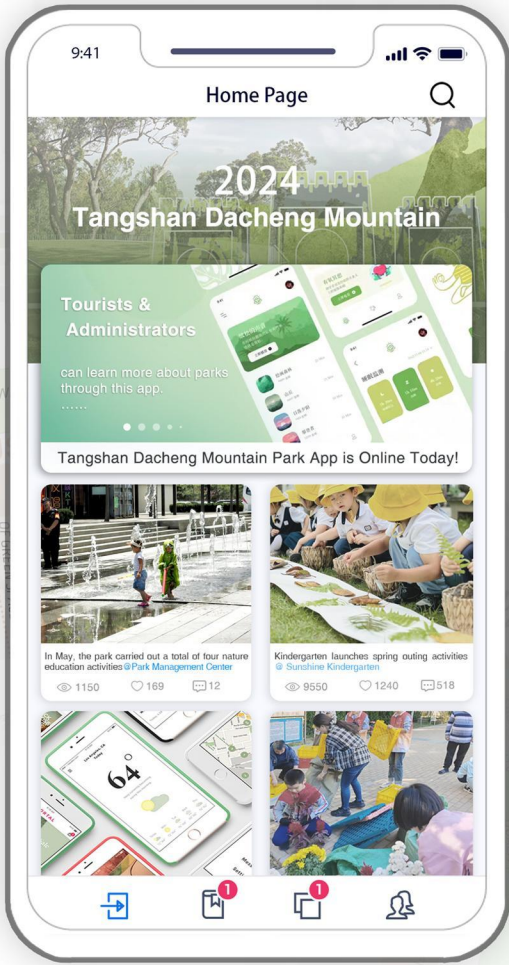 9:41
Home Page
2024
Tangshan Dacheng Mountain
Tourists &
Administrators
can learn more about parks
through this app.
......
Tangshan Dacheng Mountain Park App is Online Today!
In May, the park carried out a total of four nature
education activities@Park Management Center
1150 169 12
Kindergarten launches spring outing activities
@ Sunshine Kindergarten
9550 1240 518
64°
1
1